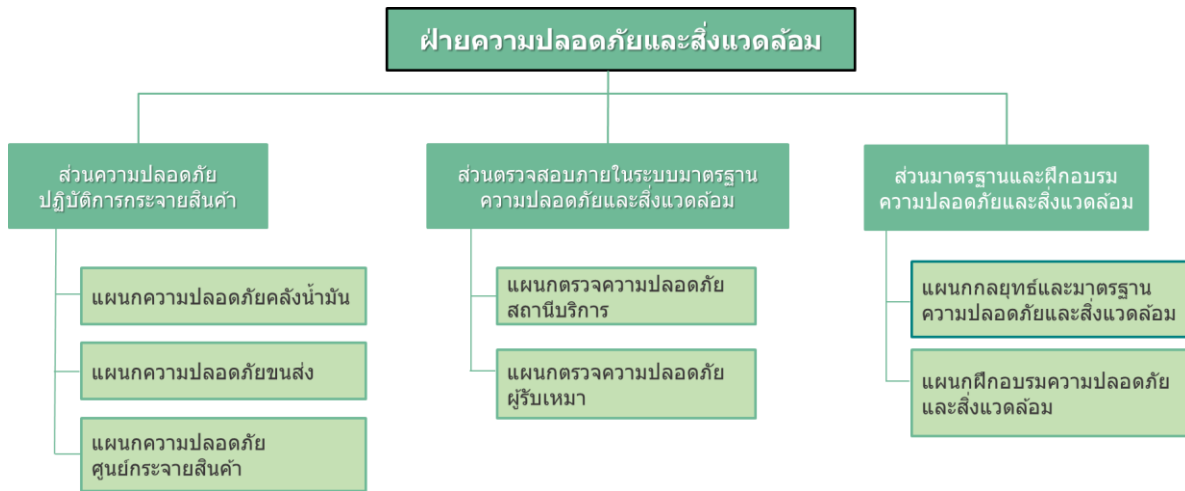 ฝ่ายความปลอดภัยและสิ่งแวดล้อม
ส่วนความปลอดภัย
ปฏิบัติการกระจายสินค้า
แผนกความปลอดภัยคลังน้ำมัน
แผนกความปลอดภัยขนส่ง
แผนกความปลอดภัย
ศูนย์กระจายสินค้า
ส่วนตรวจสอบภายในระบบมาตรฐาน
ความปลอดภัยและสิ่งแวดล้อม
แผนกตรวจความปลอดภัย
สถานีบริการ
แผนกตรวจความปลอดภัย
ผู้รับเหมา
ส่วนมาตรฐานและฝึกอบรม
ความปลอดภัยและสิ่งแวดล้อม
แผนกกลยุทธ์และมาตรฐาน
ความปลอดภัยและสิ่งแวดล้อม
แผนกฝึกอบรมความปลอดภัย
และสิ่งแวดล้อม